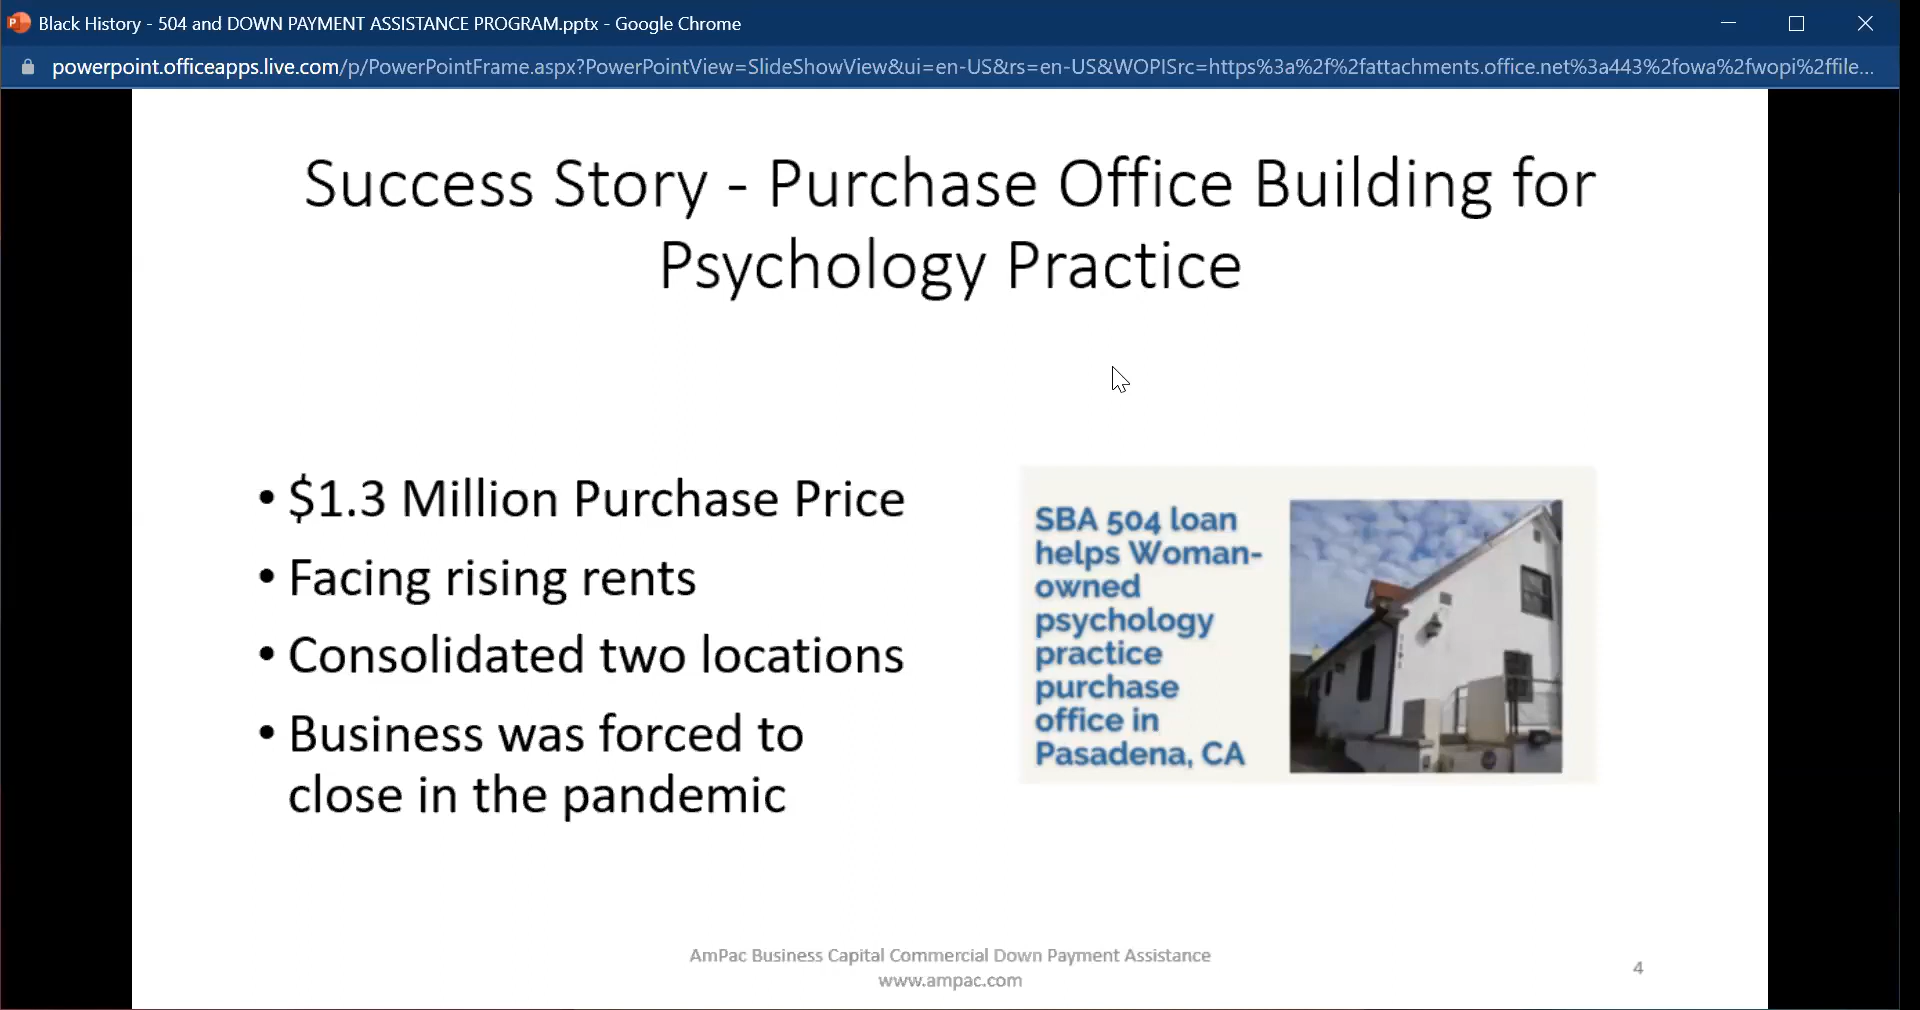 Black History - 504 and DOWN PAYMENT ASSISTANCE PROGRAM.pptx - Google Chrome
powerpoint.officeapps.live.com/p/PowerPointFrame.aspx?PowerPointView=SlideShowView&ui=en-US&rs=en-US&WOPISrc=https%3a%2f%2fattachments.office.net%3a443%2fowa%2fwopi%2ffile...
Success Story - Purchase Office Building for
Psychology Practice
• $1.3 Million Purchase Price
• Facing rising rents
• Consolidated two locations
• Business was forced to
close in the pandemic
SBA 504 loan
helps Woman-
owned
psychology
practice
purchase
office in
Pasadena, CA
AmPac Business Capital Commercial Down Payment Assistance
www.ampac.com
4